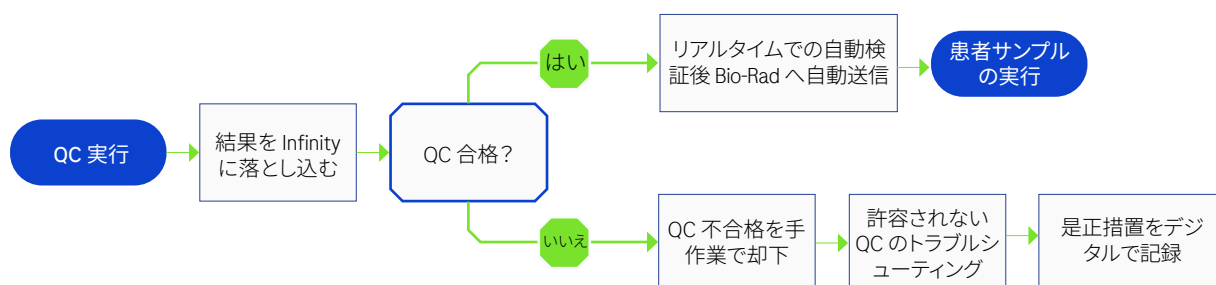 QC 実行
結果を Infinity
に落とし込む
QC 合格？
はい
リアルタイムでの自動検
証後 Bio-Rad へ自動送信
患者サンプル
の実行
いいえ
QC 不合格を手
作業で却下
許容されない
QC のトラブルシ
ューティング
是正措置をデジ
タルで記録